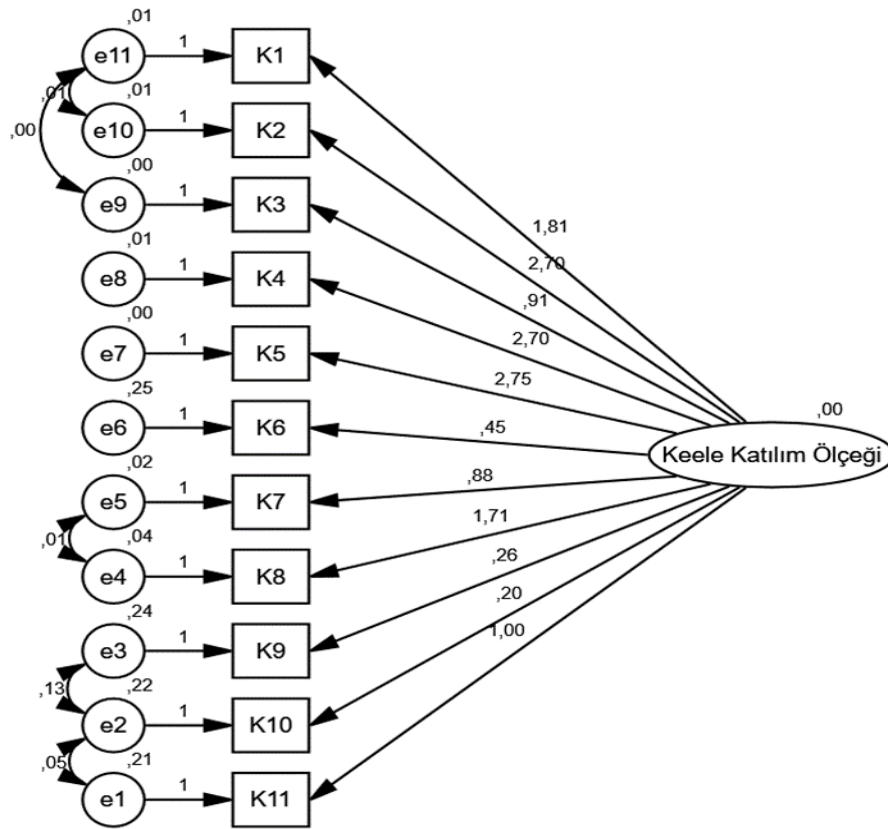 ,01
e11
1
K1
,01
,01
e10
1
K2
,00
,00
e9
1
K3
,01
e8
1
K4
,00
e7
1
K5
,25
e6
1
K6
,02
e5
1
K7
,01
,04
e4
1
K8
,24
e3
1
K9
,13
,22
e2
1
K10
,05
,21
e1
1
K11
1,81
2,70
,91
2,70
2,75
,45
,88
1,71
,26
,20
1,00
,00
Keele Katılım Ölçeği